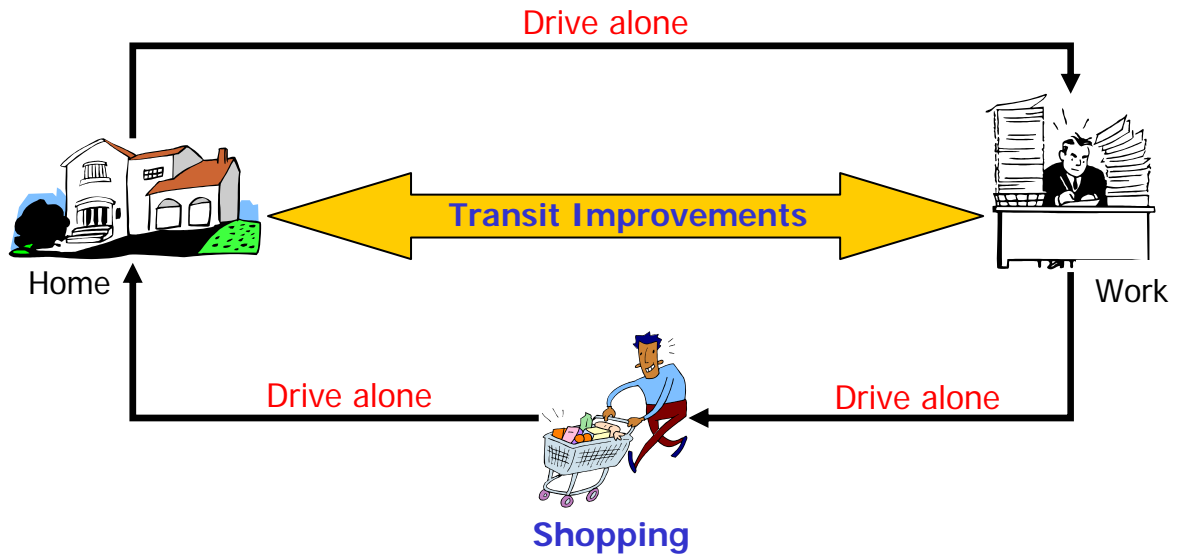 Drive alone
Transit Improvements
Home
Work
Drive alone
Drive alone
Shopping